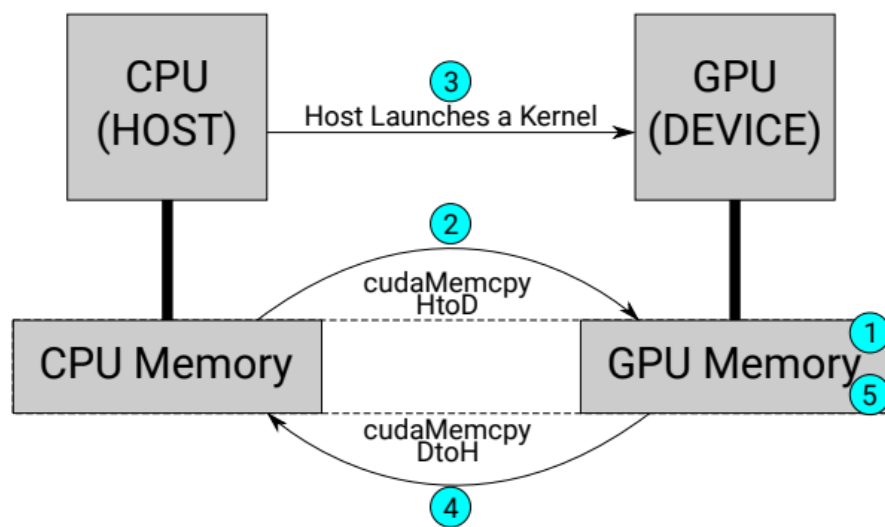 CPU
(HOST)
3
Host Launches a Kernel
GPU
(DEVICE)
2
cudaMemcpy
HtoD
CPU Memory
GPU Memory
1
5
cudaMemcpy
DtoH
4